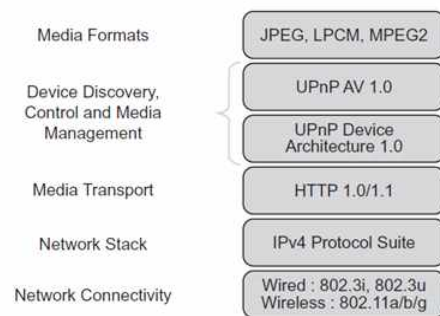 Media Formats
JPEG, LPCM, MPEG2
Device Discovery,
Control and Media
Management
UPnP AV 1.0
UPnP Device
Architecture 1.0
Media Transport
HTTP 1.0/1.1
Network Stack
IPv4 Protocol Suite
Network Connectivity
Wired : 802.3i, 802.3u
Wireless : 802.11a/b/g